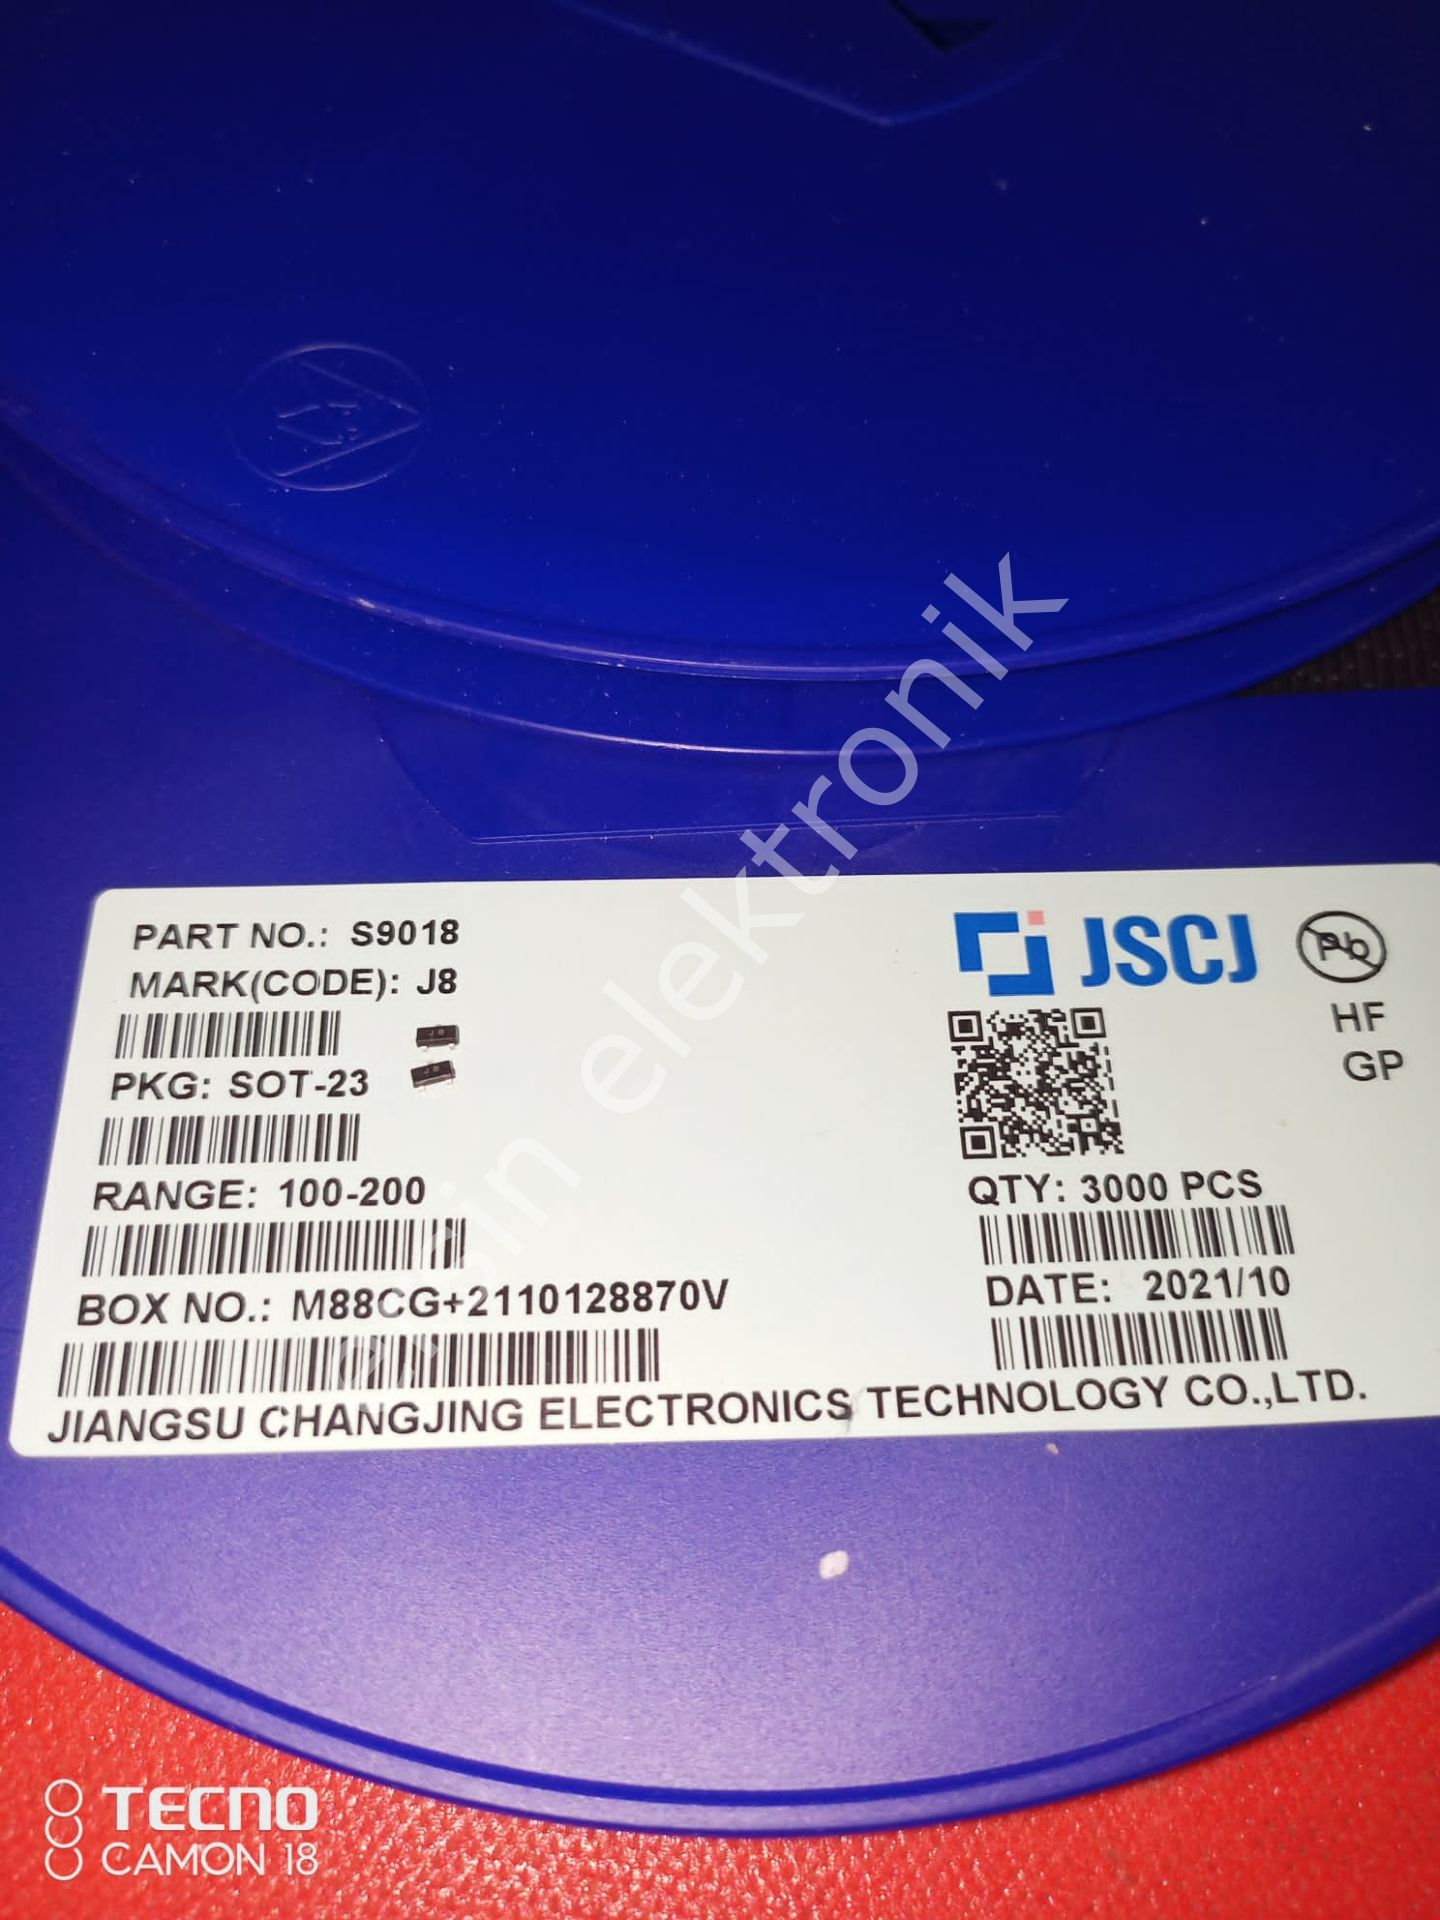 PART NO.: S9018
MARK(CODE): J8
PKG: SOT-23
RANGE: 100-200
BOX NO.: M88CG+2110128870V
JSCJ
Pb
HF
GP
QTY: 3000 PCS
DATE: 2021/10
JIANGSU CHANGJING ELECTRONICS TECHNOLOGY CO.,LTD.
elektronik
TECNO
CAMON 18